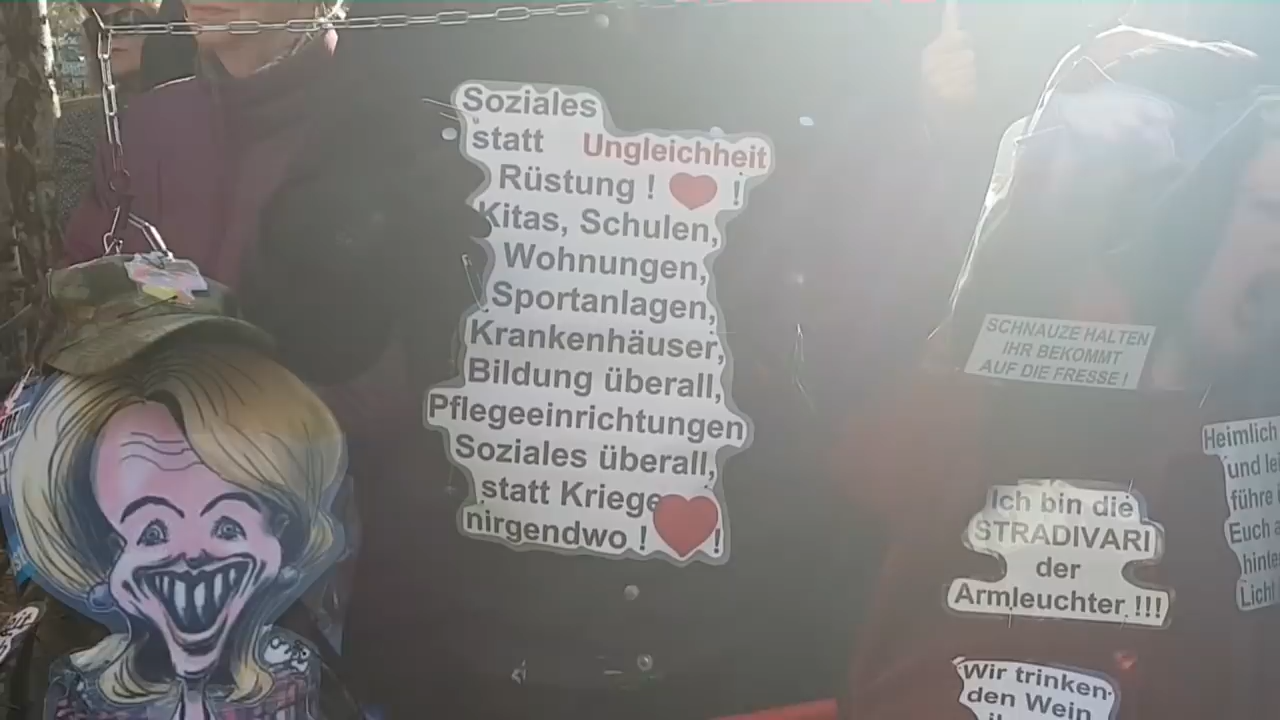 Soziales
statt Ungleichheit
Rüstung ! !
Kitas, Schulen,
Wohnungen,
Sportanlagen,
Krankenhäuser,
Bildung überall,
Pflegeeinrichtungen
Soziales überall,
statt Kriege
nirgendwo ! !
SCHNAUZE HALTEN
IHR BEKOMMT
AUF DIE FRESSE !
Ich bin die
STRADIVARI
der
Armleuchter !!!
Heimlich
und
führe
Euch
Licht
Wir trinken
den Wein